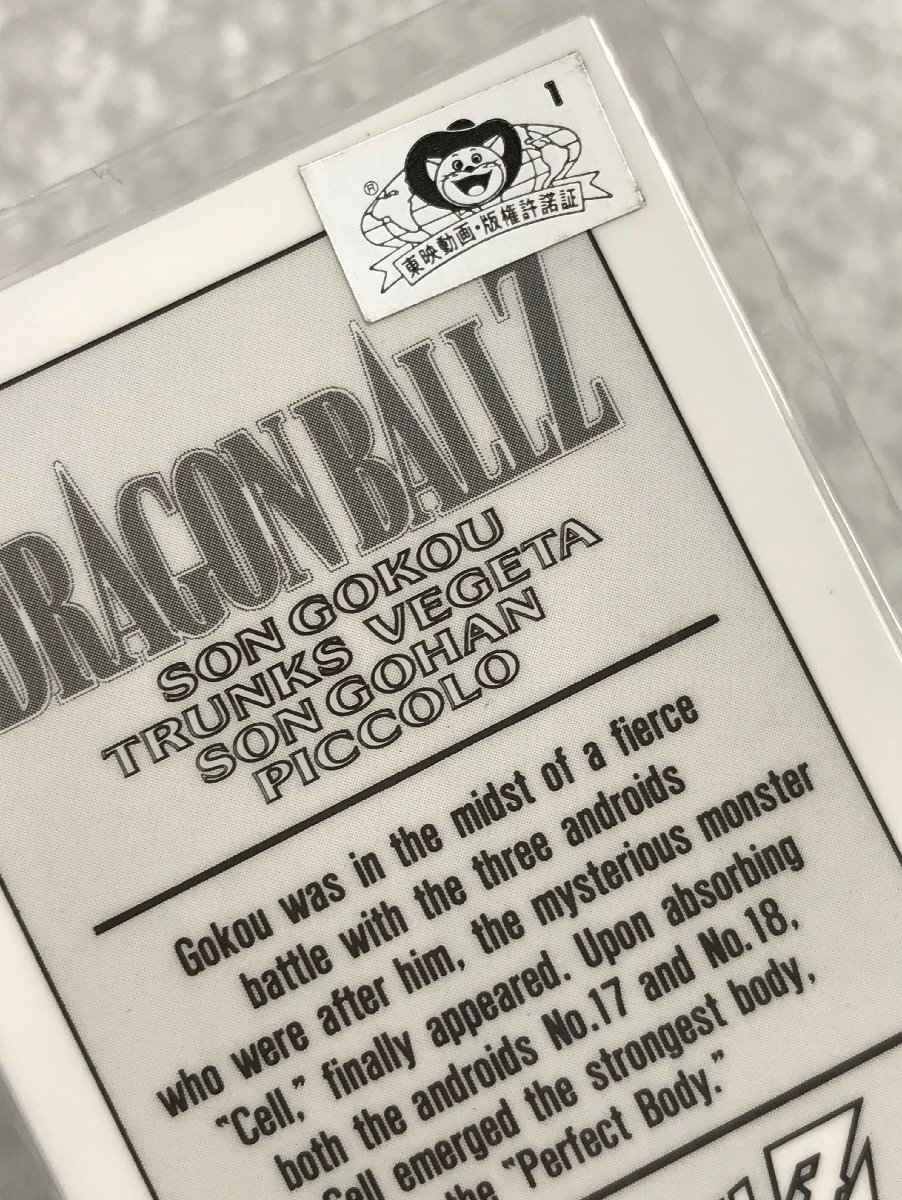 1
®
東映動画・版権許諾証
DRAGONBALLZ
SON GOKOU
TRUNKS VEGETA
SON GOHAN
PICCOLO
Gokou was in the midst of a fierce
battle with the three androids
who were after him, the mysterious monster
“Cell,” finally appeared. Upon absorbing
both the androids No.17 and No.18,
Cell emerged the strongest body,
the “Perfect Body.”